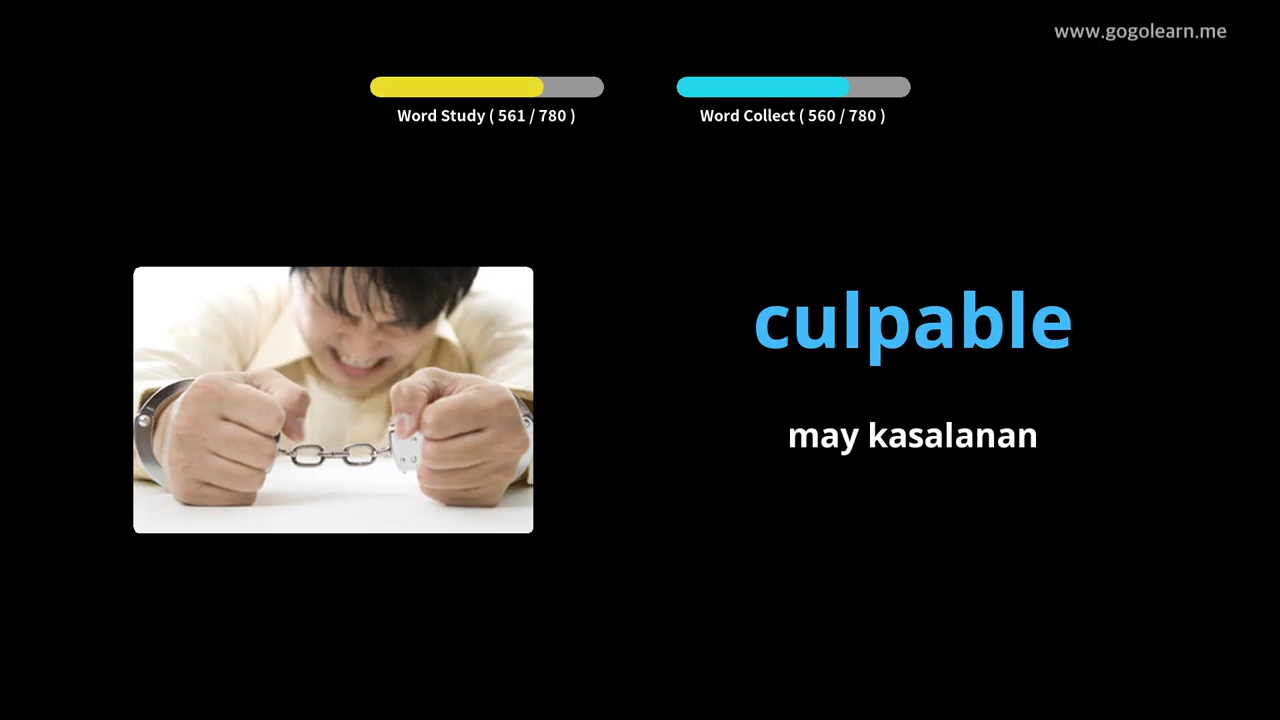 www.gogolearn.me
Word Study ( 561 / 780 )
Word Collect ( 560 / 780 )
culpable
may kasalanan